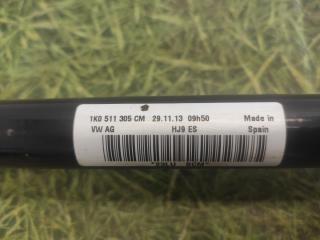 1K0 511 305 CM 29.11.13 09h50 Made in
VW AG HJ9 ES Spain